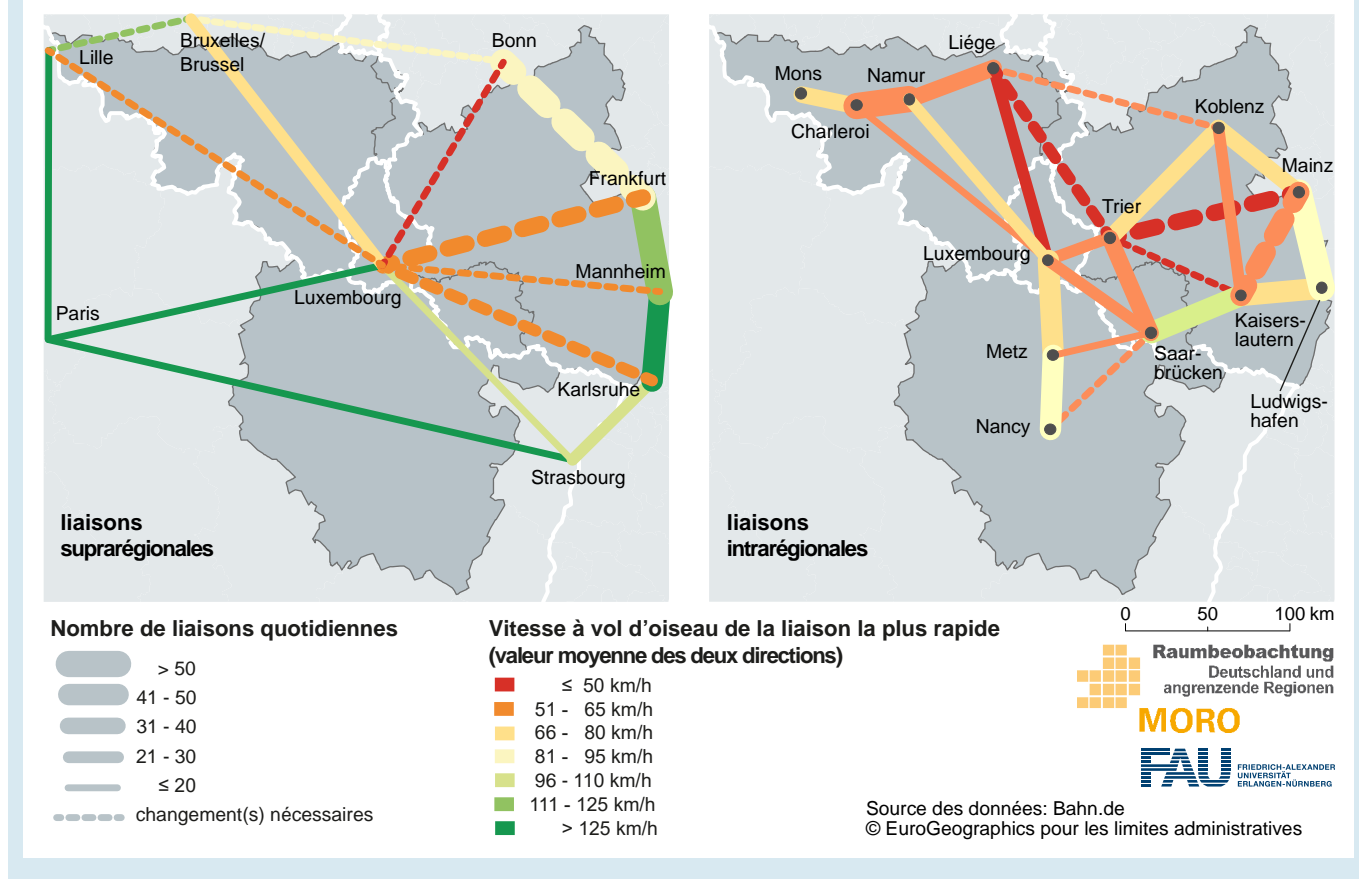 Bruxelles/
Brussel
Lille
Bonn
Frankfurt
Mannheim
Luxembourg
Paris
Karlsruhe
Strasbourg
liaisons
suprarégionales
Liége
Mons
Namur
Charleroi
Koblenz
Mainz
Trier
Luxembourg
Kaisers-
lautern
Metz
Saar-
brücken
Ludwigs-
hafen
Nancy
liaisons
intrarégionales
0 50 100 km
Nombre de liaisons quotidiennes
> 50
41 - 50
31 - 40
21 - 30
≤ 20
changement(s) nécessaires
Vitesse à vol d’oiseau de la liaison la plus rapide
(valeur moyenne des deux directions)
≤ 50 km/h
51 - 65 km/h
66 - 80 km/h
81 - 95 km/h
96 - 110 km/h
111 - 125 km/h
> 125 km/h
Raumbeobachtung
Deutschland und
angrenzende Regionen
MORO
FAU
FRIEDRICH-ALEXANDER
UNIVERSITÄT
ERLANGEN-NÜRNBERG
Source des données: Bahn.de
© EuroGeographics pour les limites administratives